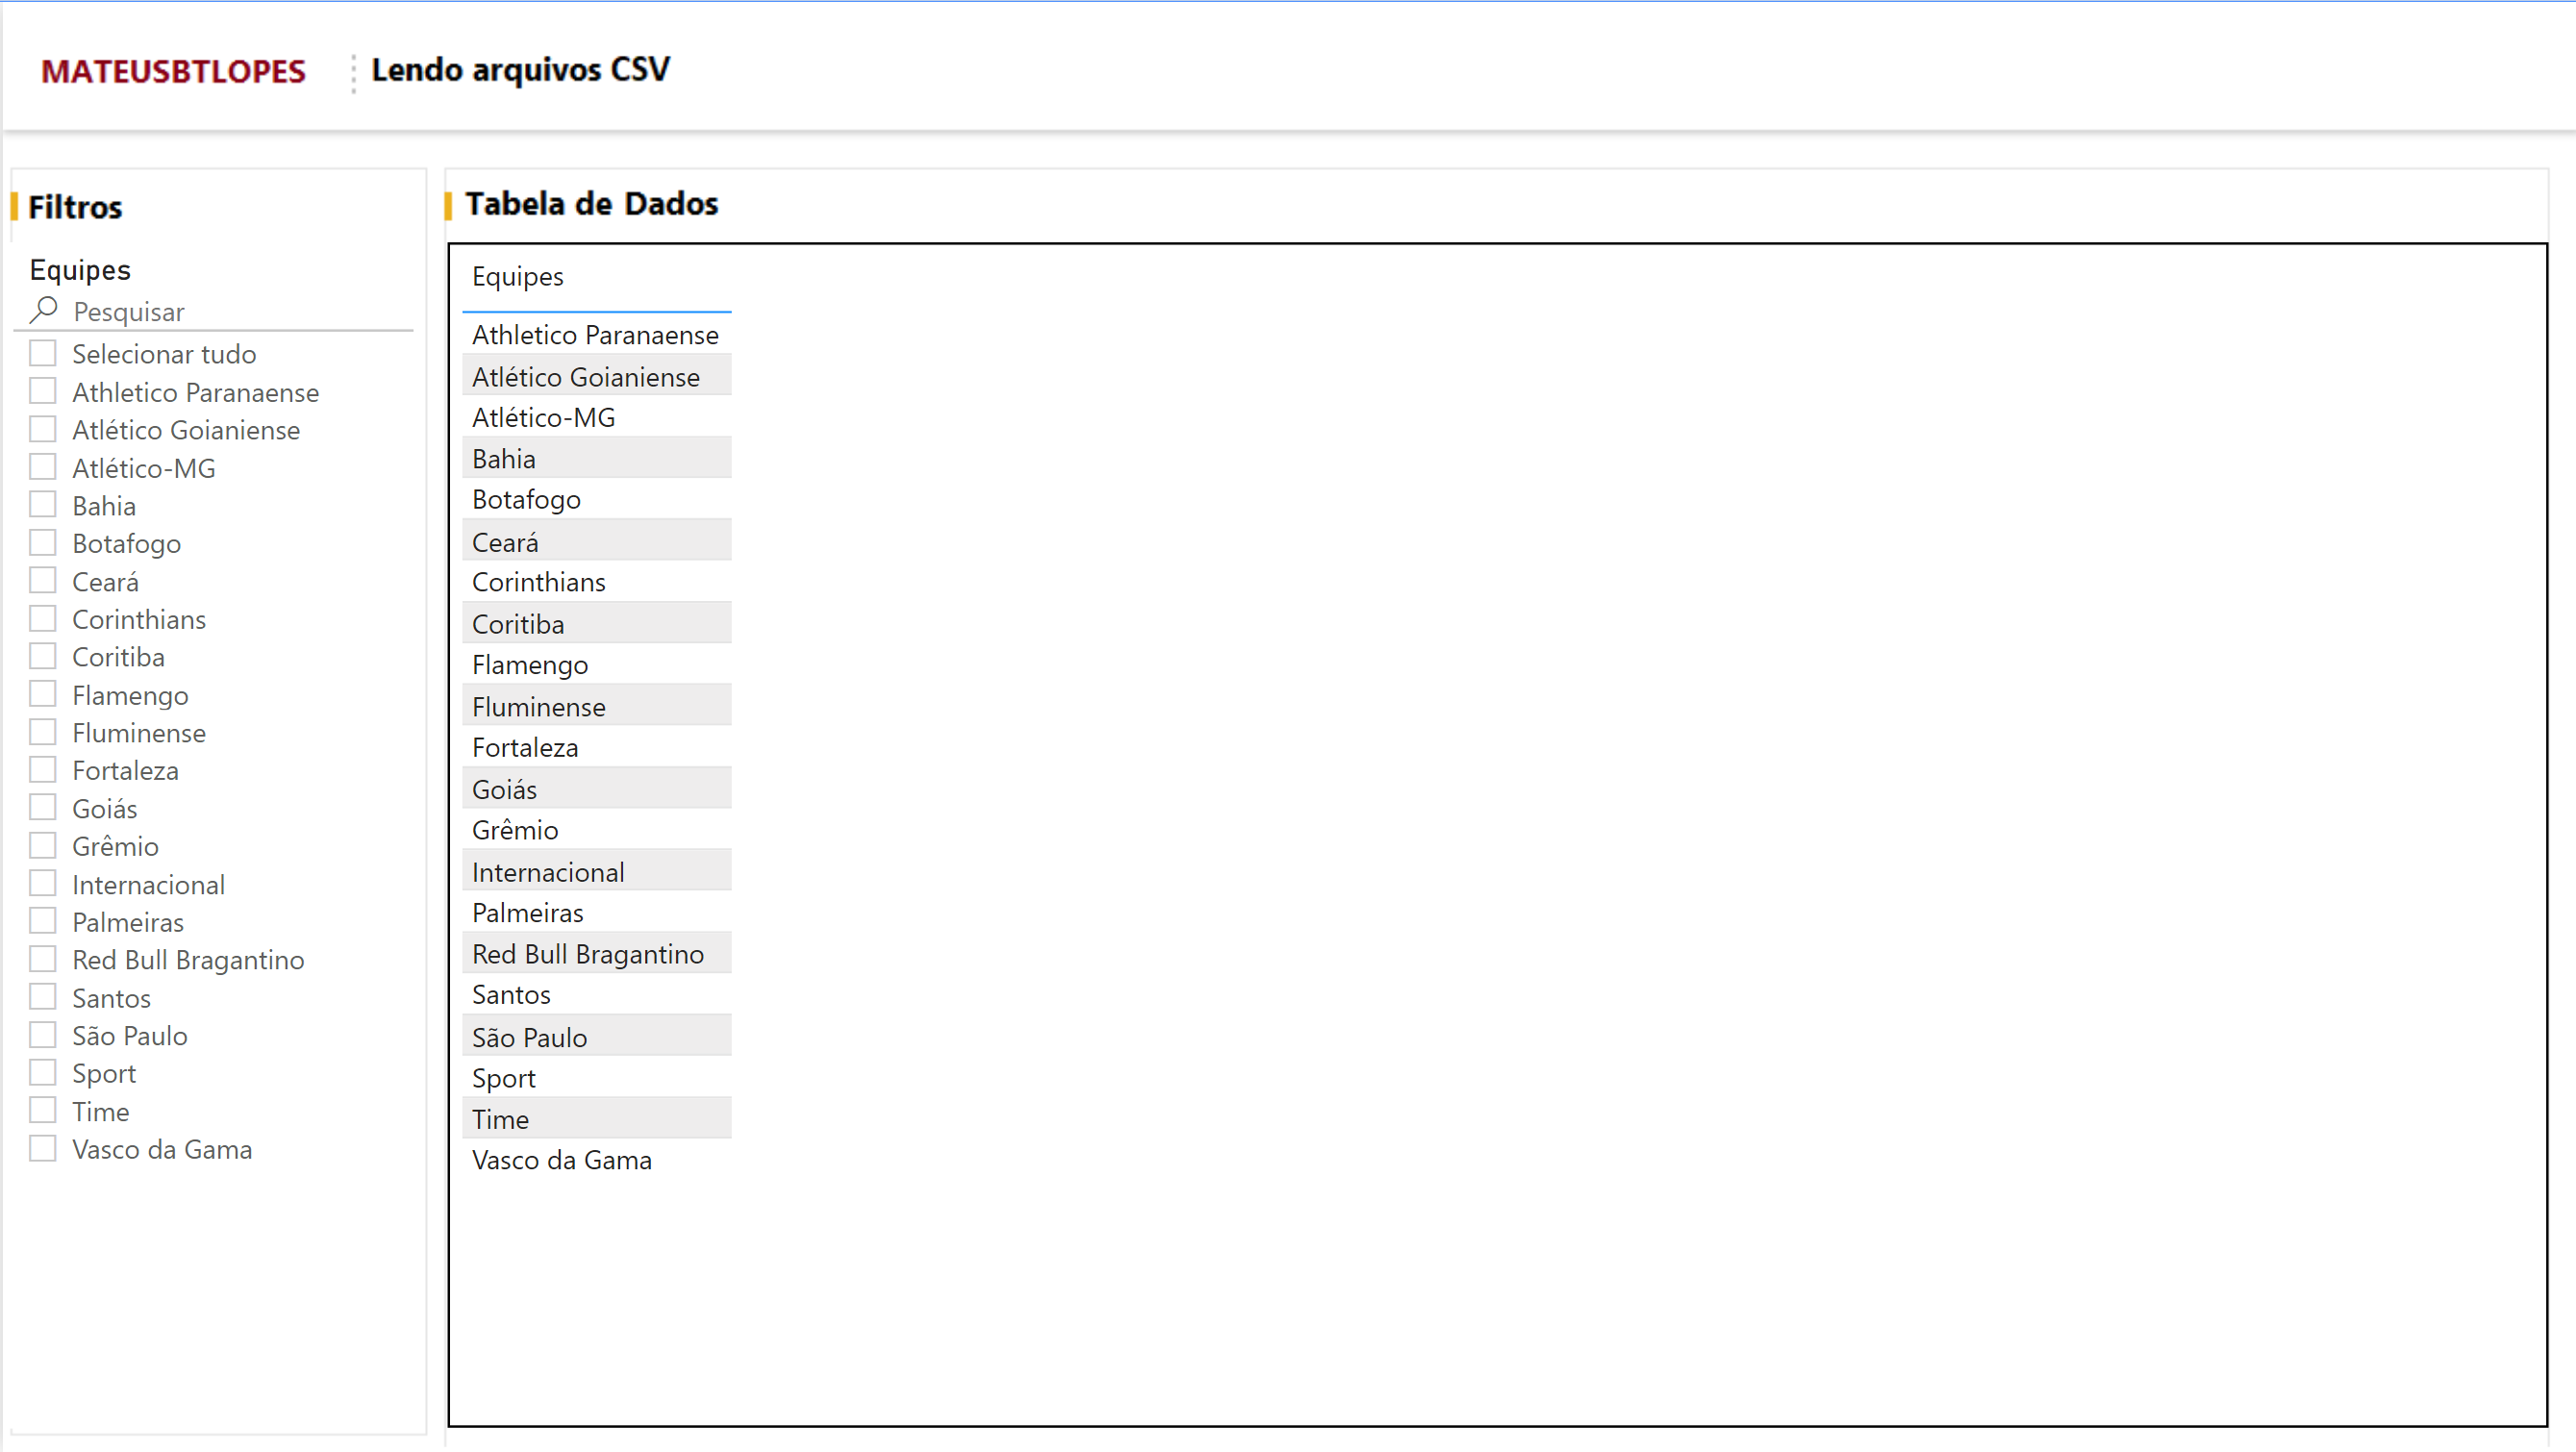 MATEUSBTLOPES
Lendo arquivos CSV
Filtros
Equipes
Pesquisar
Selecionar tudo
Athletico Paranaense
Atlético Goianiense
Atlético-MG
Bahia
Botafogo
Ceará
Corinthians
Coritiba
Flamengo
Fluminense
Fortaleza
Goiás
Grêmio
Internacional
Palmeiras
Red Bull Bragantino
Santos
São Paulo
Sport
Time
Vasco da Gama
Tabela de Dados
Equipes
Athletico Paranaense
Atlético Goianiense
Atlético-MG
Bahia
Botafogo
Ceará
Corinthians
Coritiba
Flamengo
Fluminense
Fortaleza
Goiás
Grêmio
Internacional
Palmeiras
Red Bull Bragantino
Santos
São Paulo
Sport
Time
Vasco da Gama